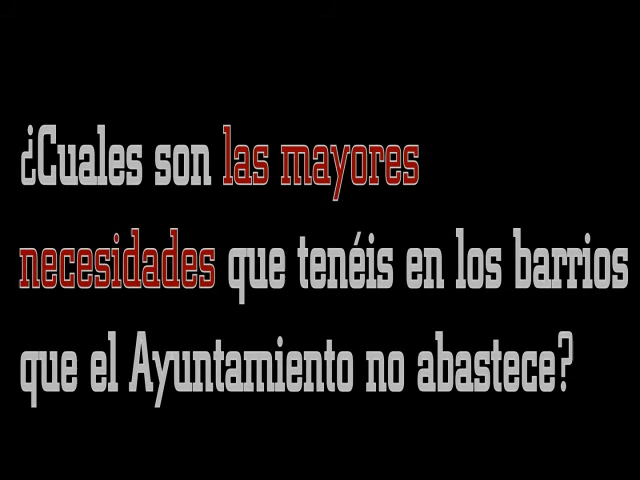 ¿Cuales son las mayores
necesidades que tenéis en los barrios
que el Ayuntamiento no abastece?